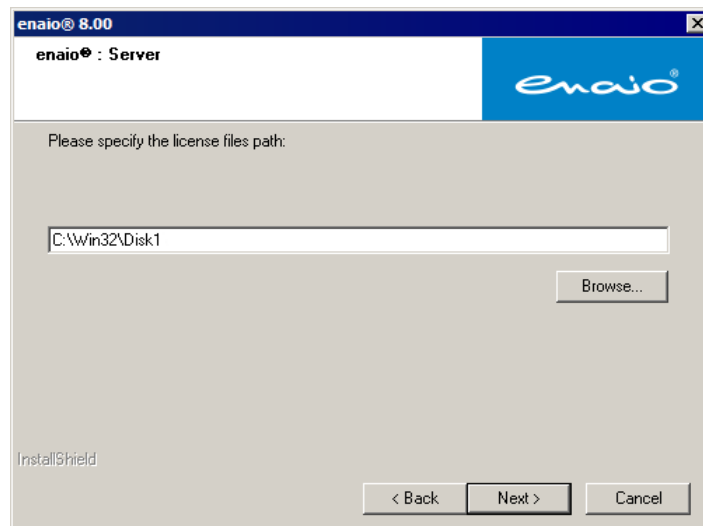 enaio® 8.00
enaio® : Server
enaio®
Please specify the license files path:
C:\Win32\Disk1
Browse...
InstallShield
< Back
Next >
Cancel